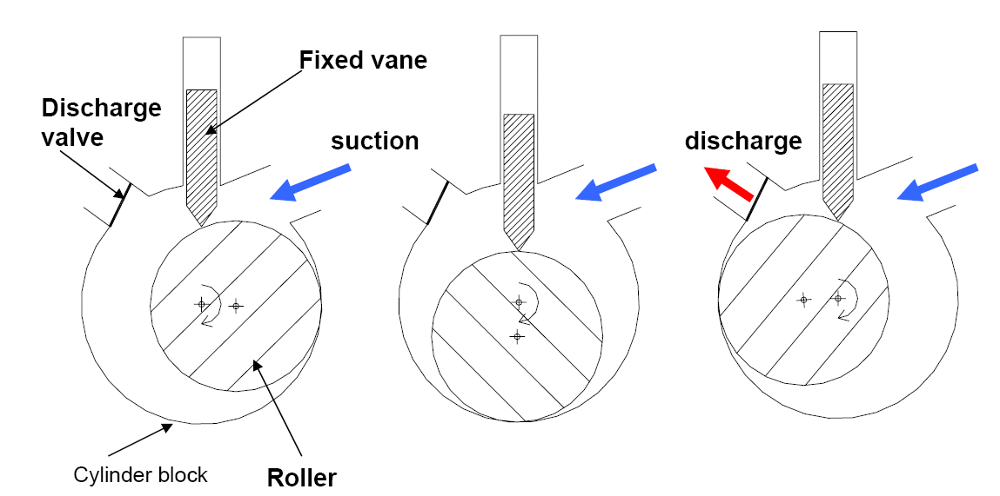 Fixed vane
Discharge
valve
suction
discharge
Cylinder block
Roller